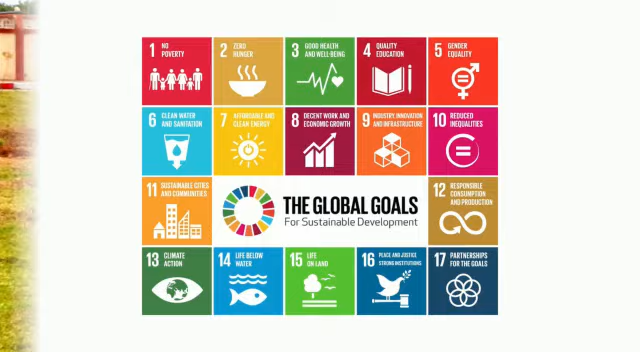 1 NO
POVERTY
2 ZERO
HUNGER
3 GOOD HEALTH
AND WELL-BEING
4 QUALITY
EDUCATION
5 GENDER
EQUALITY
6 CLEAN WATER
AND SANITATION
7 AFFORDABLE AND
CLEAN ENERGY
8 DECENT WORK AND
ECONOMIC GROWTH
9 INDUSTRY, INNOVATION
AND INFRASTRUCTURE
10 REDUCED
INEQUALITIES
11 SUSTAINABLE CITIES
AND COMMUNITIES
THE GLOBAL GOALS
For Sustainable Development
12 RESPONSIBLE
CONSUMPTION
AND PRODUCTION
13 CLIMATE
ACTION
14 LIFE BELOW
WATER
15 LIFE
ON LAND
16 PEACE AND JUSTICE
STRONG INSTITUTIONS
17 PARTNERSHIPS
FOR THE GOALS